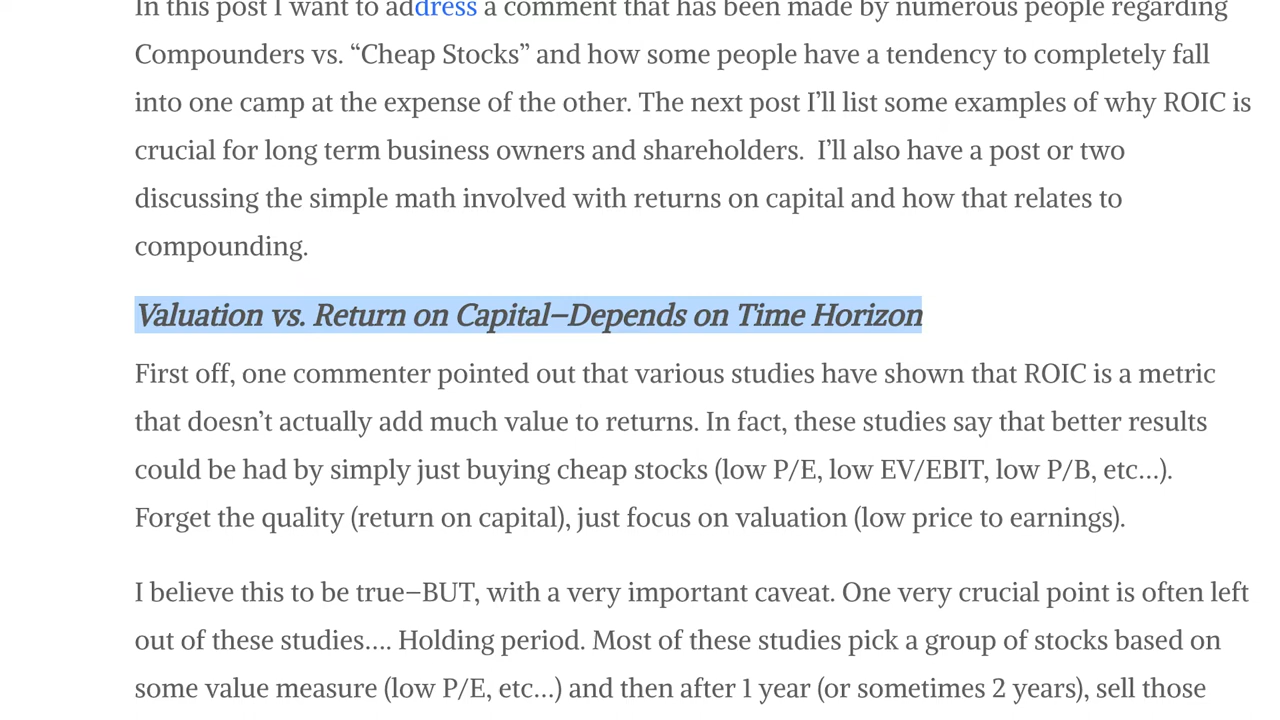 In this post I want to address a comment that has been made by numerous people regarding
Compounders vs. “Cheap Stocks” and how some people have a tendency to completely fall
into one camp at the expense of the other. The next post I’ll list some examples of why ROIC is
crucial for long term business owners and shareholders.  I’ll also have a post or two
discussing the simple math involved with returns on capital and how that relates to
compounding.
Valuation vs. Return on Capital–Depends on Time Horizon
First off, one commenter pointed out that various studies have shown that ROIC is a metric
that doesn’t actually add much value to returns. In fact, these studies say that better results
could be had by simply just buying cheap stocks (low P/E, low EV/EBIT, low P/B, etc…).
Forget the quality (return on capital), just focus on valuation (low price to earnings).
I believe this to be true–BUT, with a very important caveat. One very crucial point is often left
out of these studies…. Holding period. Most of these studies pick a group of stocks based on
some value measure (low P/E, etc…) and then after 1 year (or sometimes 2 years), sell those